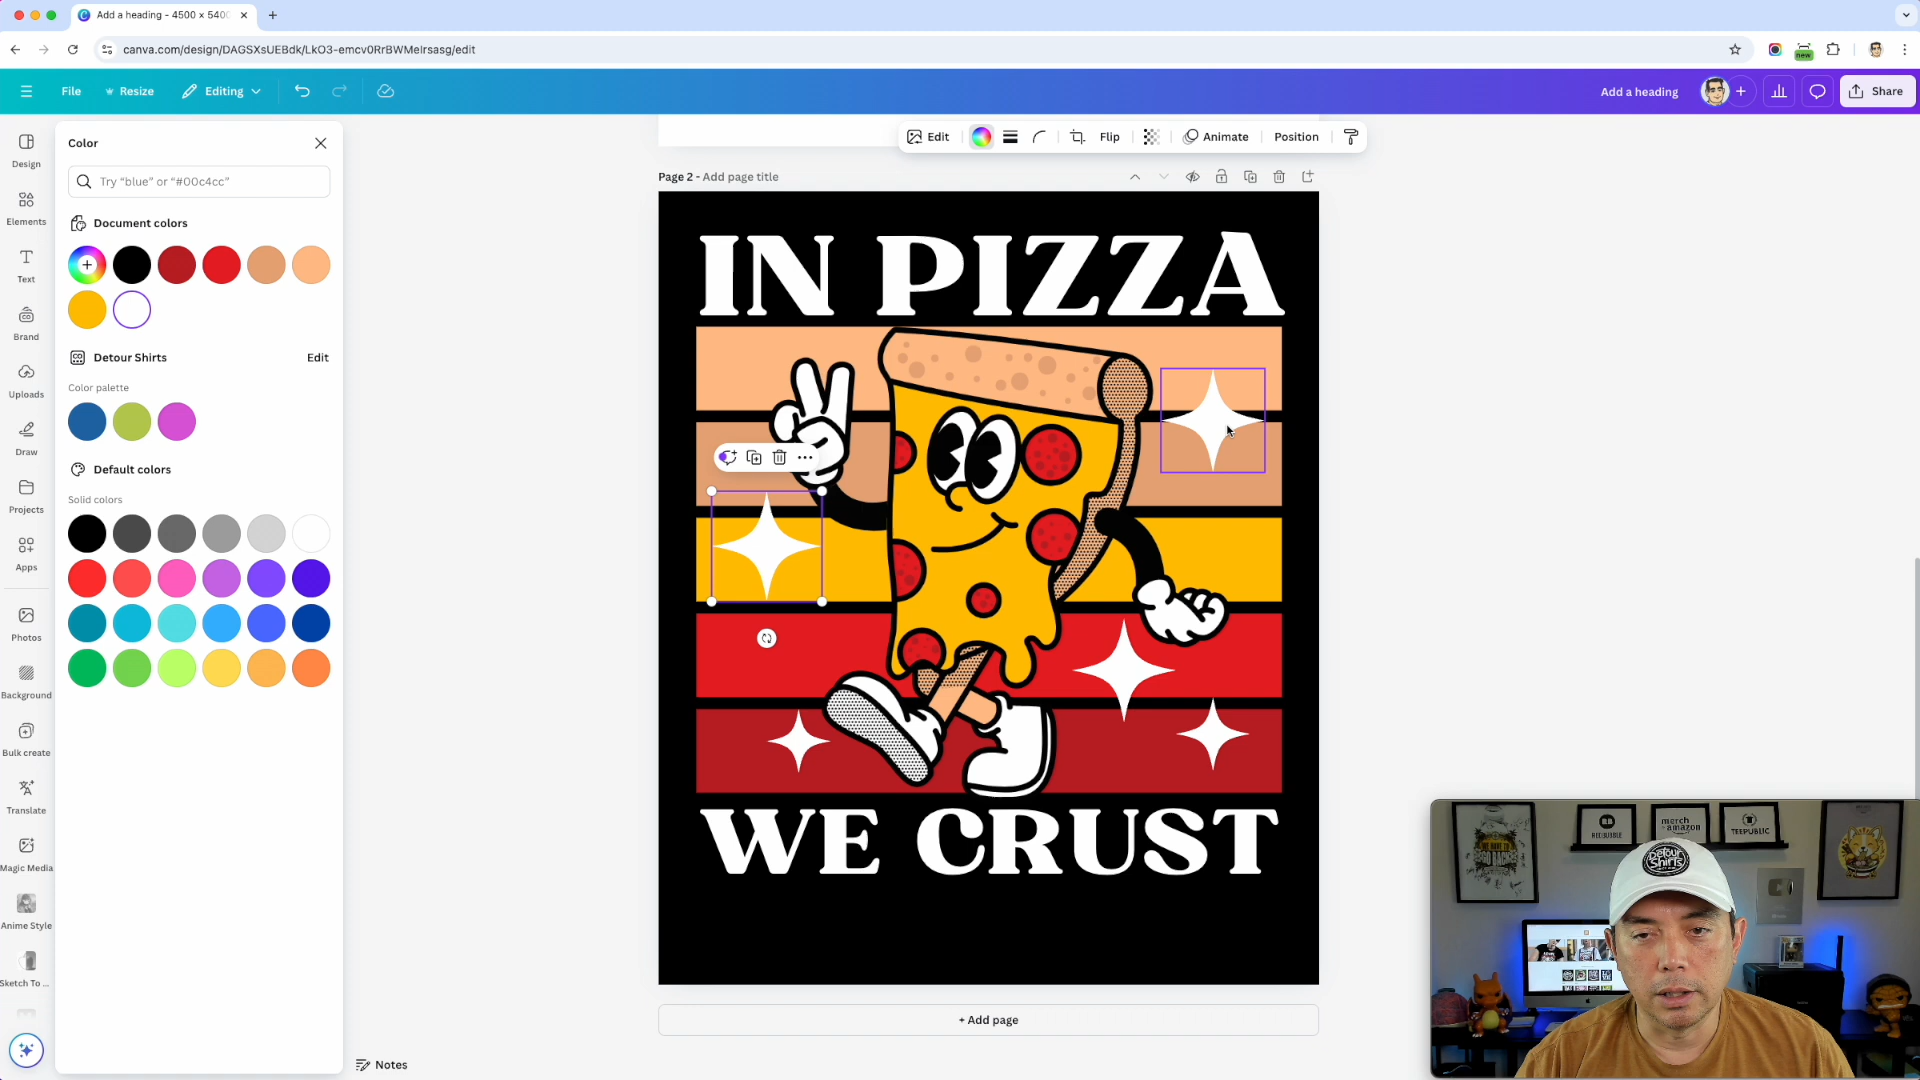 Add a heading - 4500 × 540
canva.com/design/DAGSXsUEBdk/LkO3-emcv0RrBWMeIrsasg/edit
new
File
Resize
Editing
Add a heading
Share
Design
Elements
Text
Brand
Uploads
Draw
Projects
Apps
Photos
Background
Bulk create
Translate
Magic Media
Anime Style
Sketch To ...
Color
Try “blue” or “#00c4cc”
Document colors
Detour Shirts
Edit
Color palette
Default colors
Solid colors
Edit
Flip
Animate
Position
Page 2 - Add page title
IN PIZZA
WE CRUST
+ Add page
Notes
REDBUBBLE
merch
amazon
TEEPUBLIC
DETOUR
SHIRTS